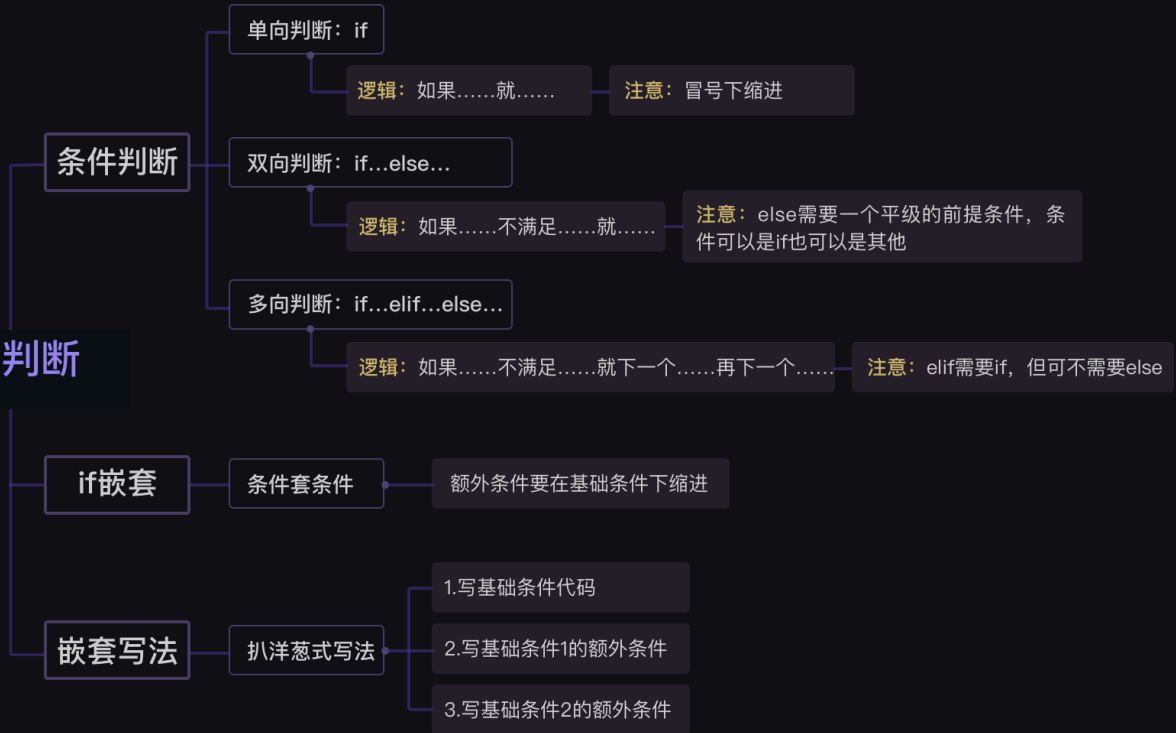 判断
条件判断
单向判断：if
逻辑：如果……就……
注意：冒号下缩进
双向判断：if…else…
逻辑：如果……不满足……就……
注意：else需要一个平级的前提条件，条
件可以是if也可以是其他
多向判断：if…elif…else…
逻辑：如果……不满足……就下一个……再下一个……
注意：elif需要if，但可不需要else
if嵌套
条件套条件
额外条件要在基础条件下缩进
嵌套写法
扒洋葱式写法
1.写基础条件代码
2.写基础条件1的额外条件
3.写基础条件2的额外条件